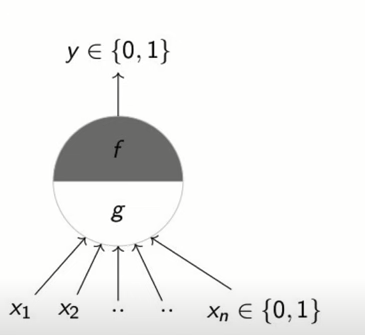 y ∈ {0, 1}
f
g
x₁ x₂ .. .. xₙ ∈ {0, 1}